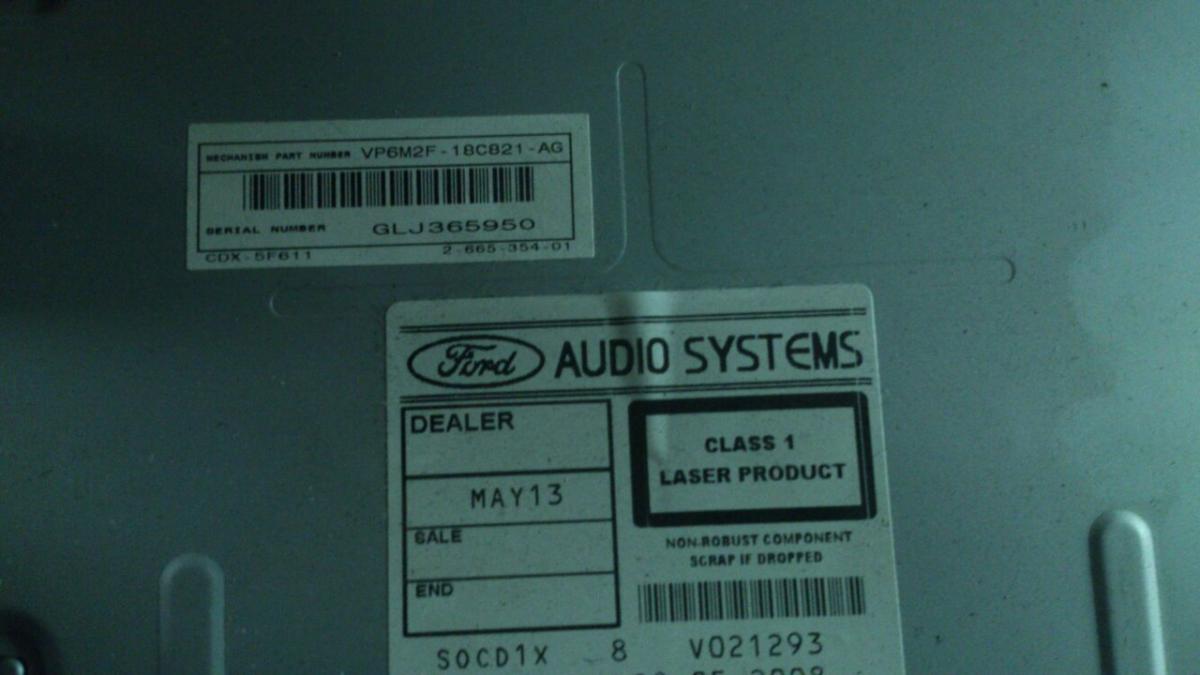 MECHANISM PART NUMBER VP6M2F-18C821-AG
SERIAL NUMBER GLJ365950
CDX-5F611 2-665-354-01
Ford AUDIO SYSTEMS
DEALER
MAY13
SALE
END
CLASS 1
LASER PRODUCT
NON-ROBUST COMPONENT
SCRAP IF DROPPED
SOCD1X 8 V021293